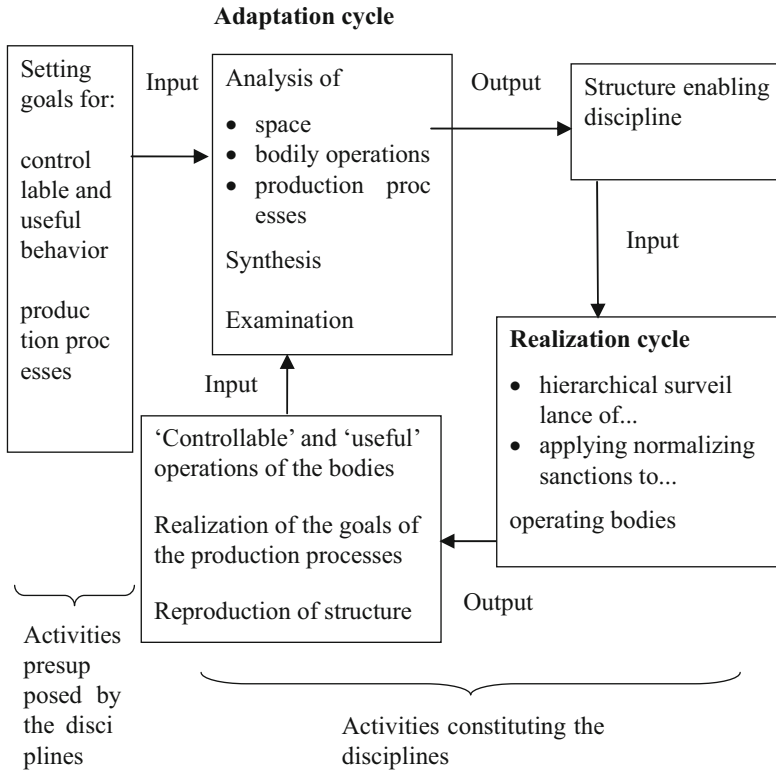 Adaptation cycle
Setting
goals for:
control
lable and
useful
behavior
produc
tion proc
esses
Input
Analysis of
• space
• bodily operations
• production proc
esses
Synthesis
Examination
Output
Structure enabling
discipline
Input
Realization cycle
• hierarchical surveil
lance of...
• applying normalizing
sanctions to...
operating bodies
Output
Input
‘Controllable’ and ‘useful’
operations of the bodies
Realization of the goals of
the production processes
Reproduction of structure
Activities
presup
posed by
the disci
plines
Activities constituting the
disciplines